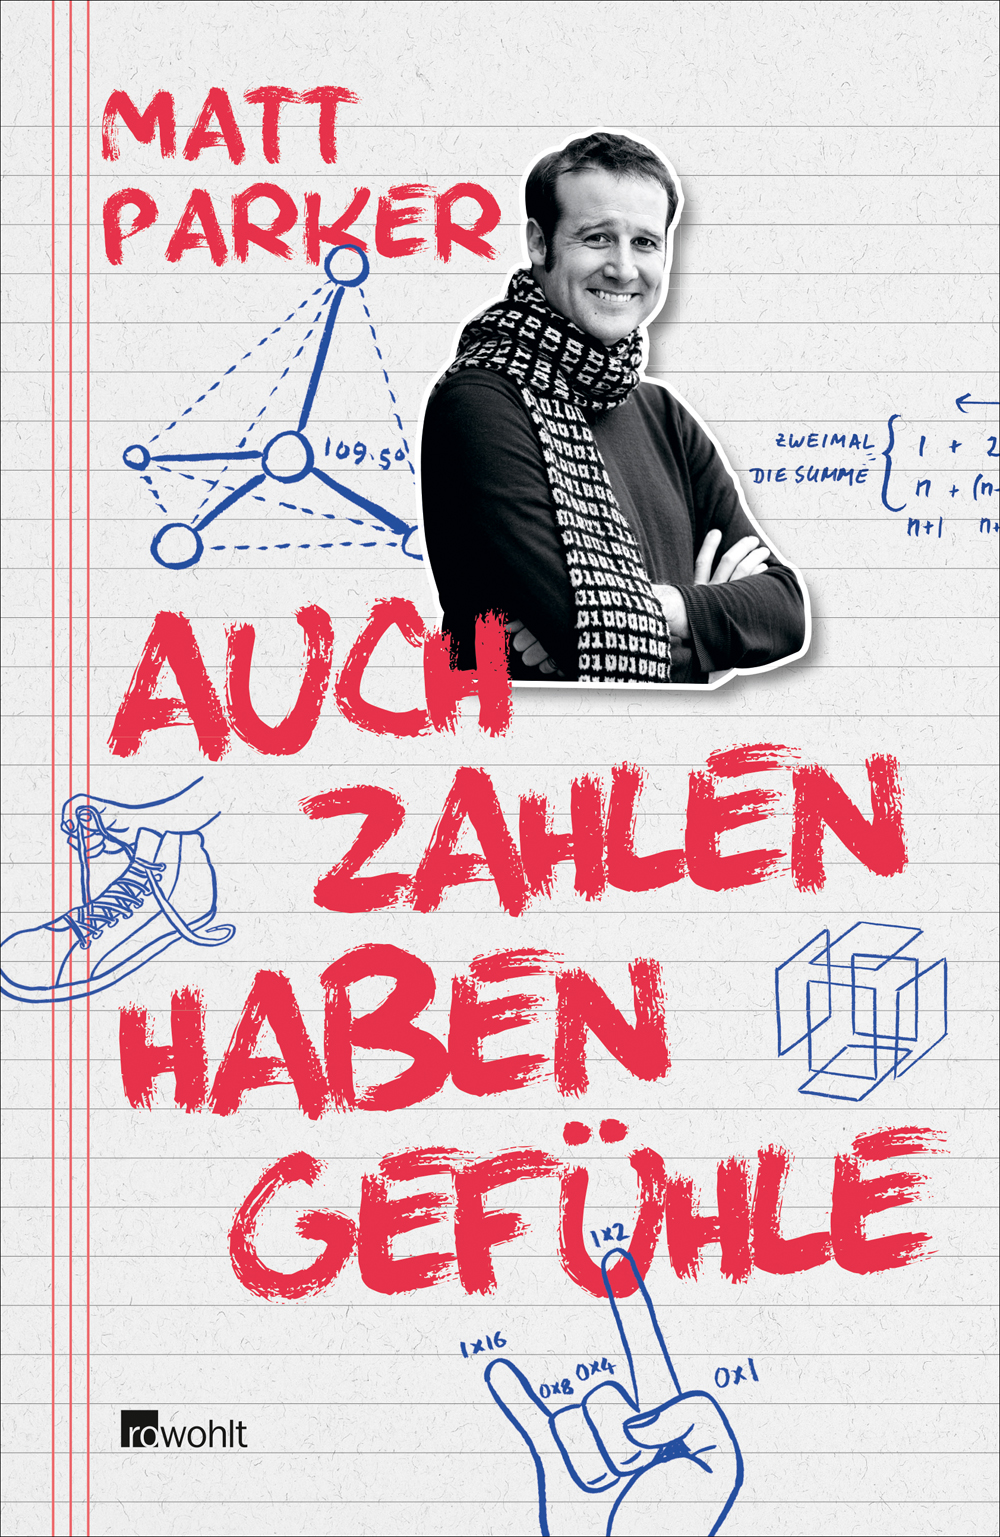 MATT
PARKER
109.5°
ZWEIMAL
DIE SUMME
1 + 2
n + (n-
n+1 n+
AUCH
ZAHLEN
HABEN
GEFÜHLE
1x2
1x16
0x8
0x4
0x1
rowohlt